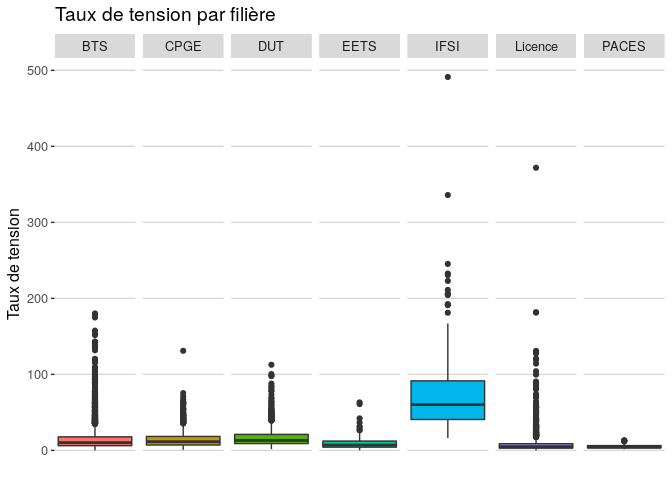 Taux de tension par filière
BTS CPGE DUT EETS IFSI Licence PACES
Taux de tension
500
400
300
200
100
0